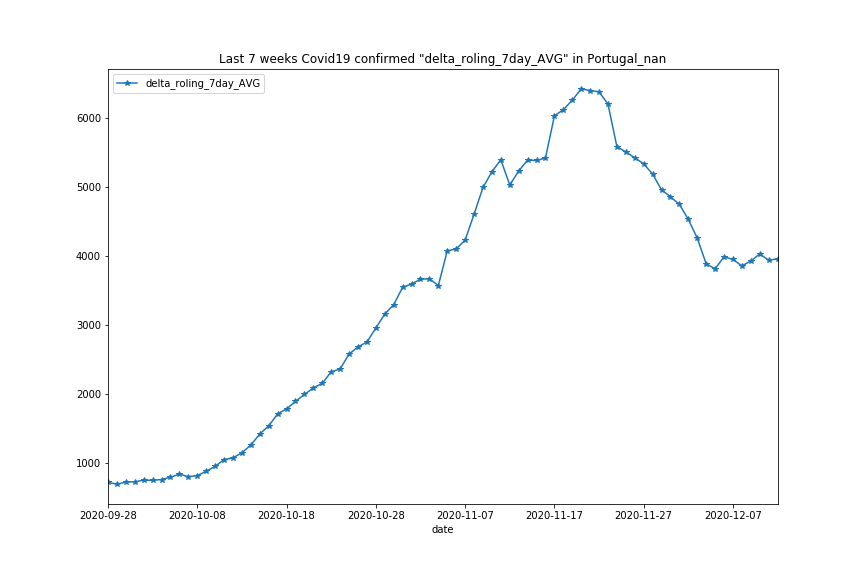 Last 7 weeks Covid19 confirmed "delta_roling_7day_AVG" in Portugal_nan
delta_roling_7day_AVG
6000
5000
4000
3000
2000
1000
2020-09-28 2020-10-08 2020-10-18 2020-10-28 2020-11-07 2020-11-17 2020-11-27 2020-12-07
date